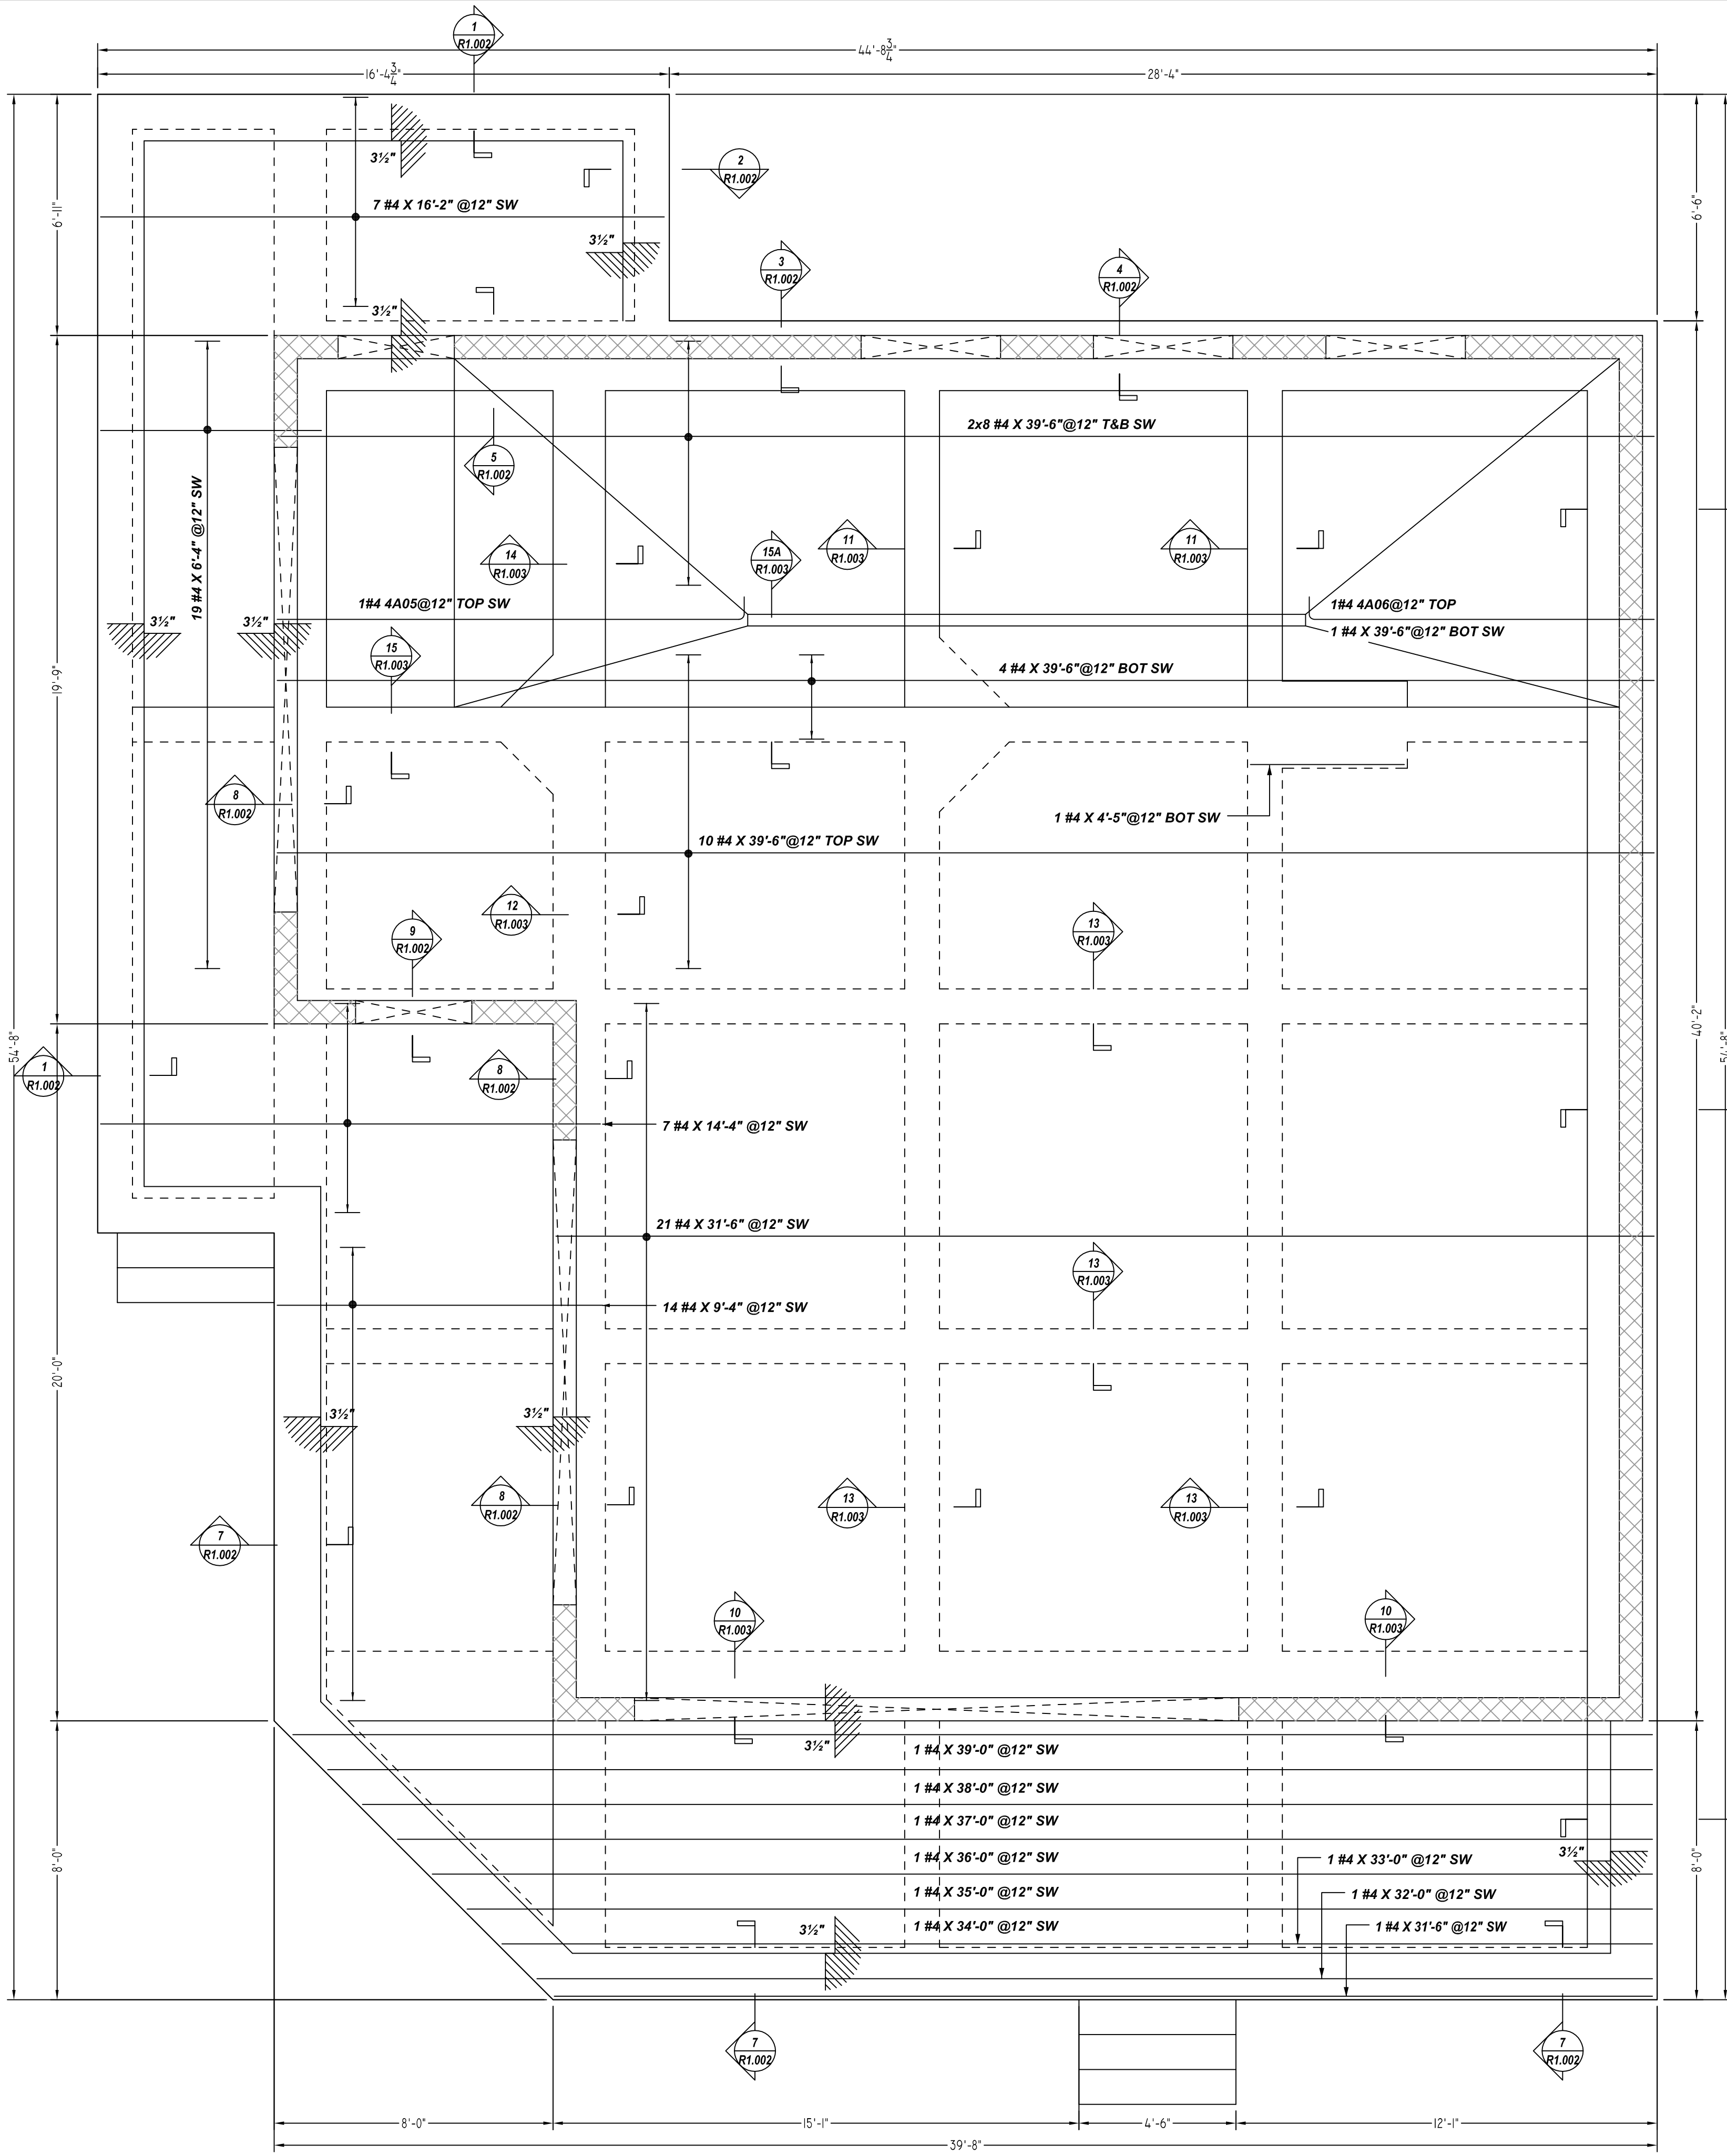 1
R1.002
44'-8 3/4"
16'-4 3/4"
28'-4"
6'-11"
6'-6"
3½"
2
R1.002
7 #4 X 16'-2" @12" SW
3½"
3
R1.002
4
R1.002
3½"
2x8 #4 X 39'-6"@12" T&B SW
5
R1.002
19 #4 X 6'-4" @12" SW
14
R1.003
15A
R1.003
11
R1.003
11
R1.003
1#4 4A05@12" TOP SW
1#4 4A06@12" TOP
3½"
3½"
1 #4 X 39'-6"@12" BOT SW
15
R1.003
4 #4 X 39'-6"@12" BOT SW
19'-9"
40'-2"
8
R1.002
1 #4 X 4'-5"@12" BOT SW
10 #4 X 39'-6"@12" TOP SW
12
R1.003
9
R1.002
13
R1.003
54'-8"
54'-8"
1
R1.002
8
R1.002
7 #4 X 14'-4" @12" SW
21 #4 X 31'-6" @12" SW
13
R1.003
14 #4 X 9'-4" @12" SW
20'-0"
3½"
3½"
8
R1.002
13
R1.003
13
R1.003
7
R1.002
10
R1.003
10
R1.003
3½"
1 #4 X 39'-0" @12" SW
1 #4 X 38'-0" @12" SW
1 #4 X 37'-0" @12" SW
1 #4 X 36'-0" @12" SW
3½"
1 #4 X 33'-0" @12" SW
8'-0"
8'-0"
1 #4 X 35'-0" @12" SW
1 #4 X 32'-0" @12" SW
1 #4 X 34'-0" @12" SW
3½"
1 #4 X 31'-6" @12" SW
7
R1.002
7
R1.002
8'-0"
15'-1"
4'-6"
12'-1"
39'-8"